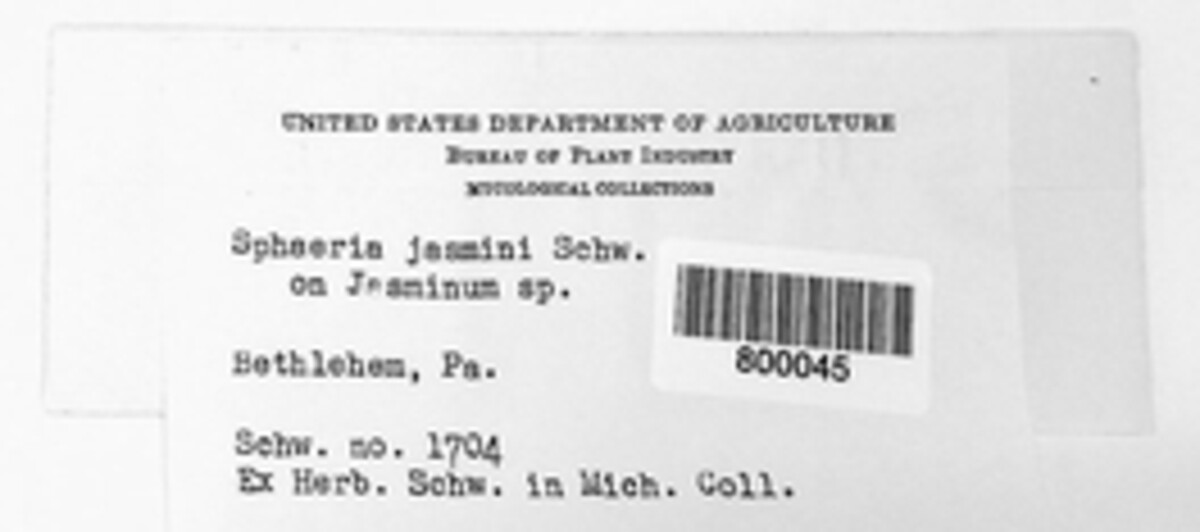 UNITED STATES DEPARTMENT OF AGRICULTURE
BUREAU OF PLANT INDUSTRY
MYCOLOGICAL COLLECTIONS
Sphaeria jasmini Schw.
on Jasminum sp.
800045
Bethlehem, Pa.
Schw. no. 1704
Ex Herb. Schw. in Mich. Coll.